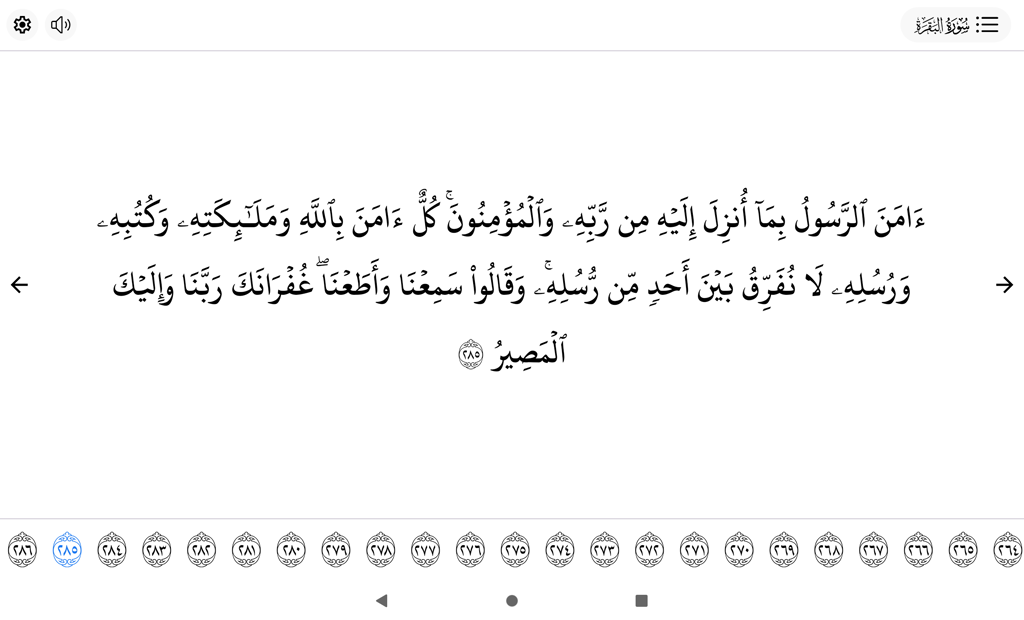 سُورَةُ البَقَرَةِ
ءَامَنَ ٱلرَّسُولُ بِمَآ أُنزِلَ إِلَيۡهِ مِن رَّبِّهِۦ وَٱلۡمُؤۡمِنُونَۚ كُلٌّ ءَامَنَ بِٱللَّهِ وَمَلَـٰٓئِكَتِهِۦ وَكُتُبِهِۦ
وَرُسُلِهِۦ لَا نُفَرِّقُ بَيۡنَ أَحَدࣲ مِّن رُّسُلِهِۦۚ وَقَالُواْ سَمِعۡنَا وَأَطَعۡنَاۖ غُفۡرَانَكَ رَبَّنَا وَإِلَيۡكَ
ٱلۡمَصِيرُ ٢٨٥
٢٦٤ ٢٦٥ ٢٦٦ ٢٦٧ ٢٦٨ ٢٦٩ ٢٧٠ ٢٧١ ٢٧٢ ٢٧٣ ٢٧٤ ٢٧٥ ٢٧٦ ٢٧٧ ٢٧٨ ٢٧٩ ٢٨٠ ٢٨١ ٢٨٢ ٢٨٣ ٢٨٤ ٢٨٥ ٢٨٦